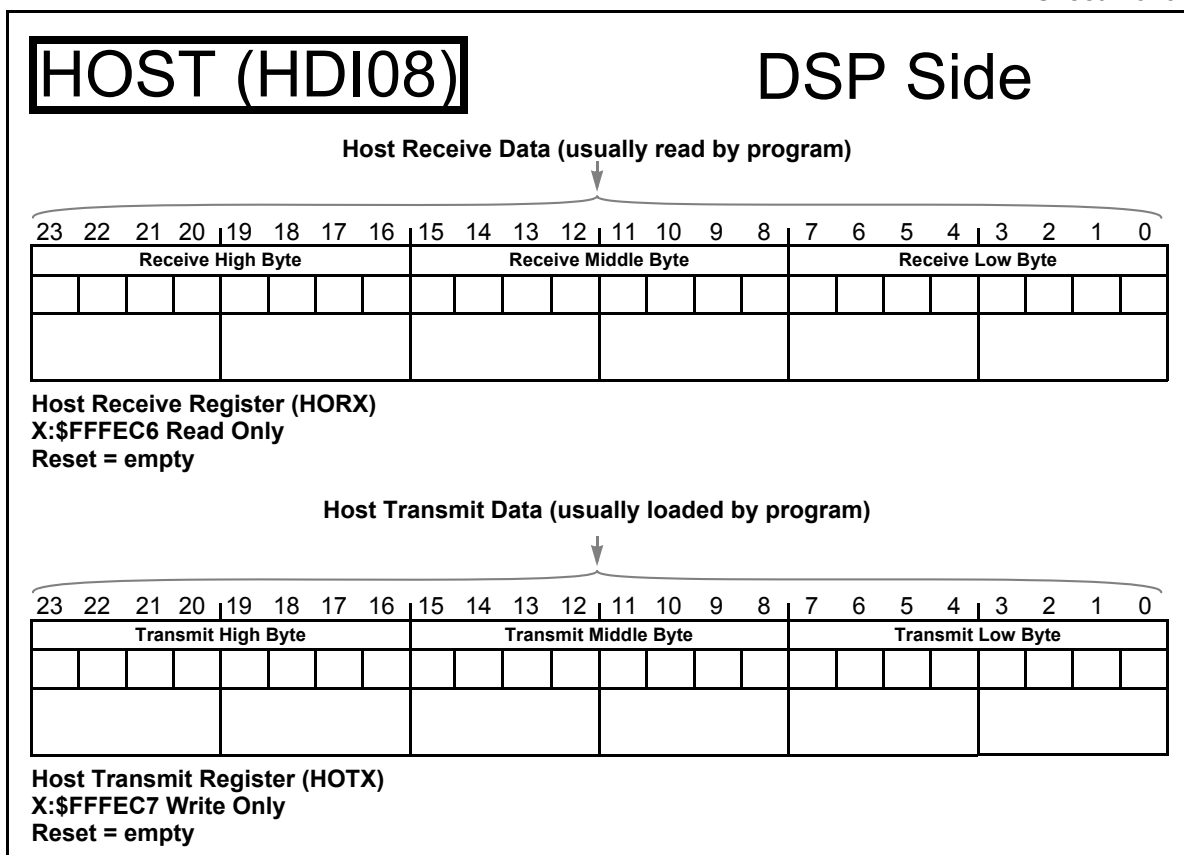 HOST (HDI08) DSP Side
Host Receive Data (usually read by program)
23 22 21 20 19 18 17 16 15 14 13 12 11 10 9 8 7 6 5 4 3 2 1 0
Receive High Byte Receive Middle Byte Receive Low Byte
Host Receive Register (HORX)
X:$FFFEC6 Read Only
Reset = empty
Host Transmit Data (usually loaded by program)
23 22 21 20 19 18 17 16 15 14 13 12 11 10 9 8 7 6 5 4 3 2 1 0
Transmit High Byte Transmit Middle Byte Transmit Low Byte
Host Transmit Register (HOTX)
X:$FFFEC7 Write Only
Reset = empty